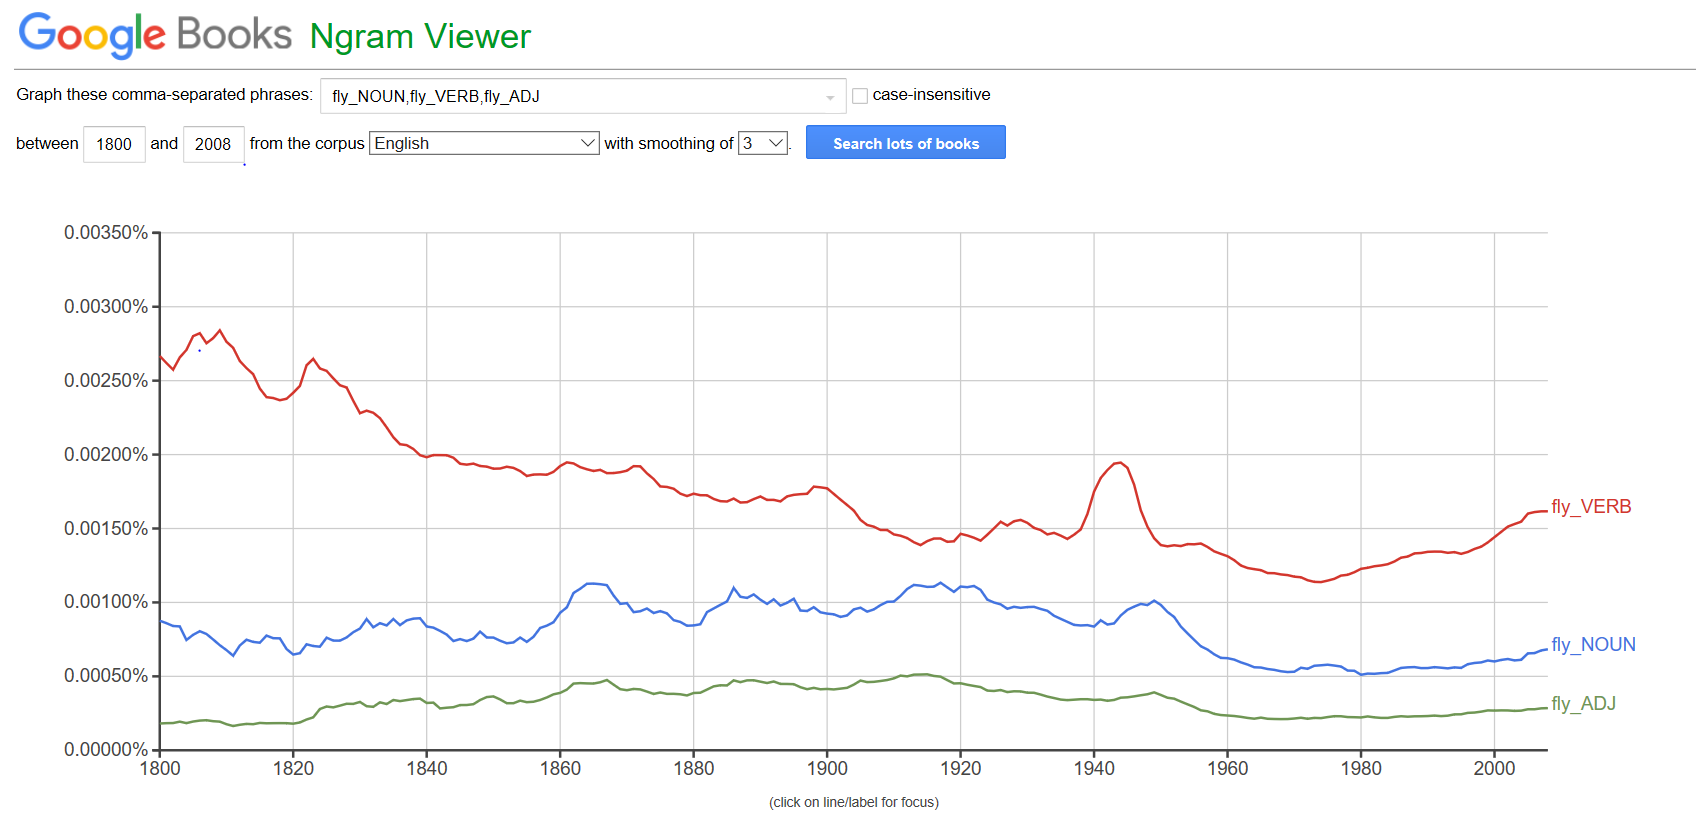 Google Books Ngram Viewer
Graph these comma-separated phrases: fly_NOUN,fly_VERB,fly_ADJ case-insensitive
between 1800 and 2008 from the corpus English with smoothing of 3 . Search lots of books
0.00350%
0.00300%
0.00250%
0.00200%
0.00150%
0.00100%
0.00050%
0.00000%
fly_VERB
fly_NOUN
fly_ADJ
1800 1820 1840 1860 1880 1900 1920 1940 1960 1980 2000
(click on line/label for focus)